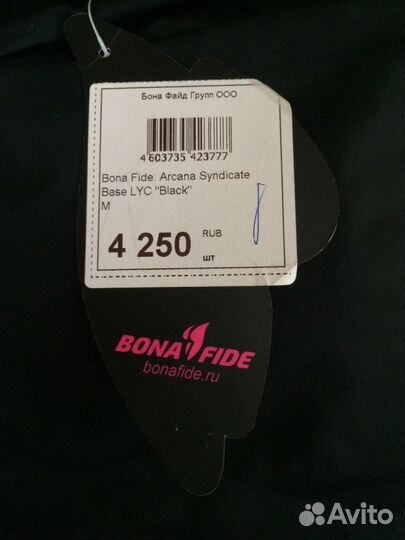 Бона Файд Групп ООО
4 603735 423777
Bona Fide: Arcana Syndicate
Base LYC "Black"
M
4 250 RUB
шт
BONA FIDE
bonafide.ru
Avito